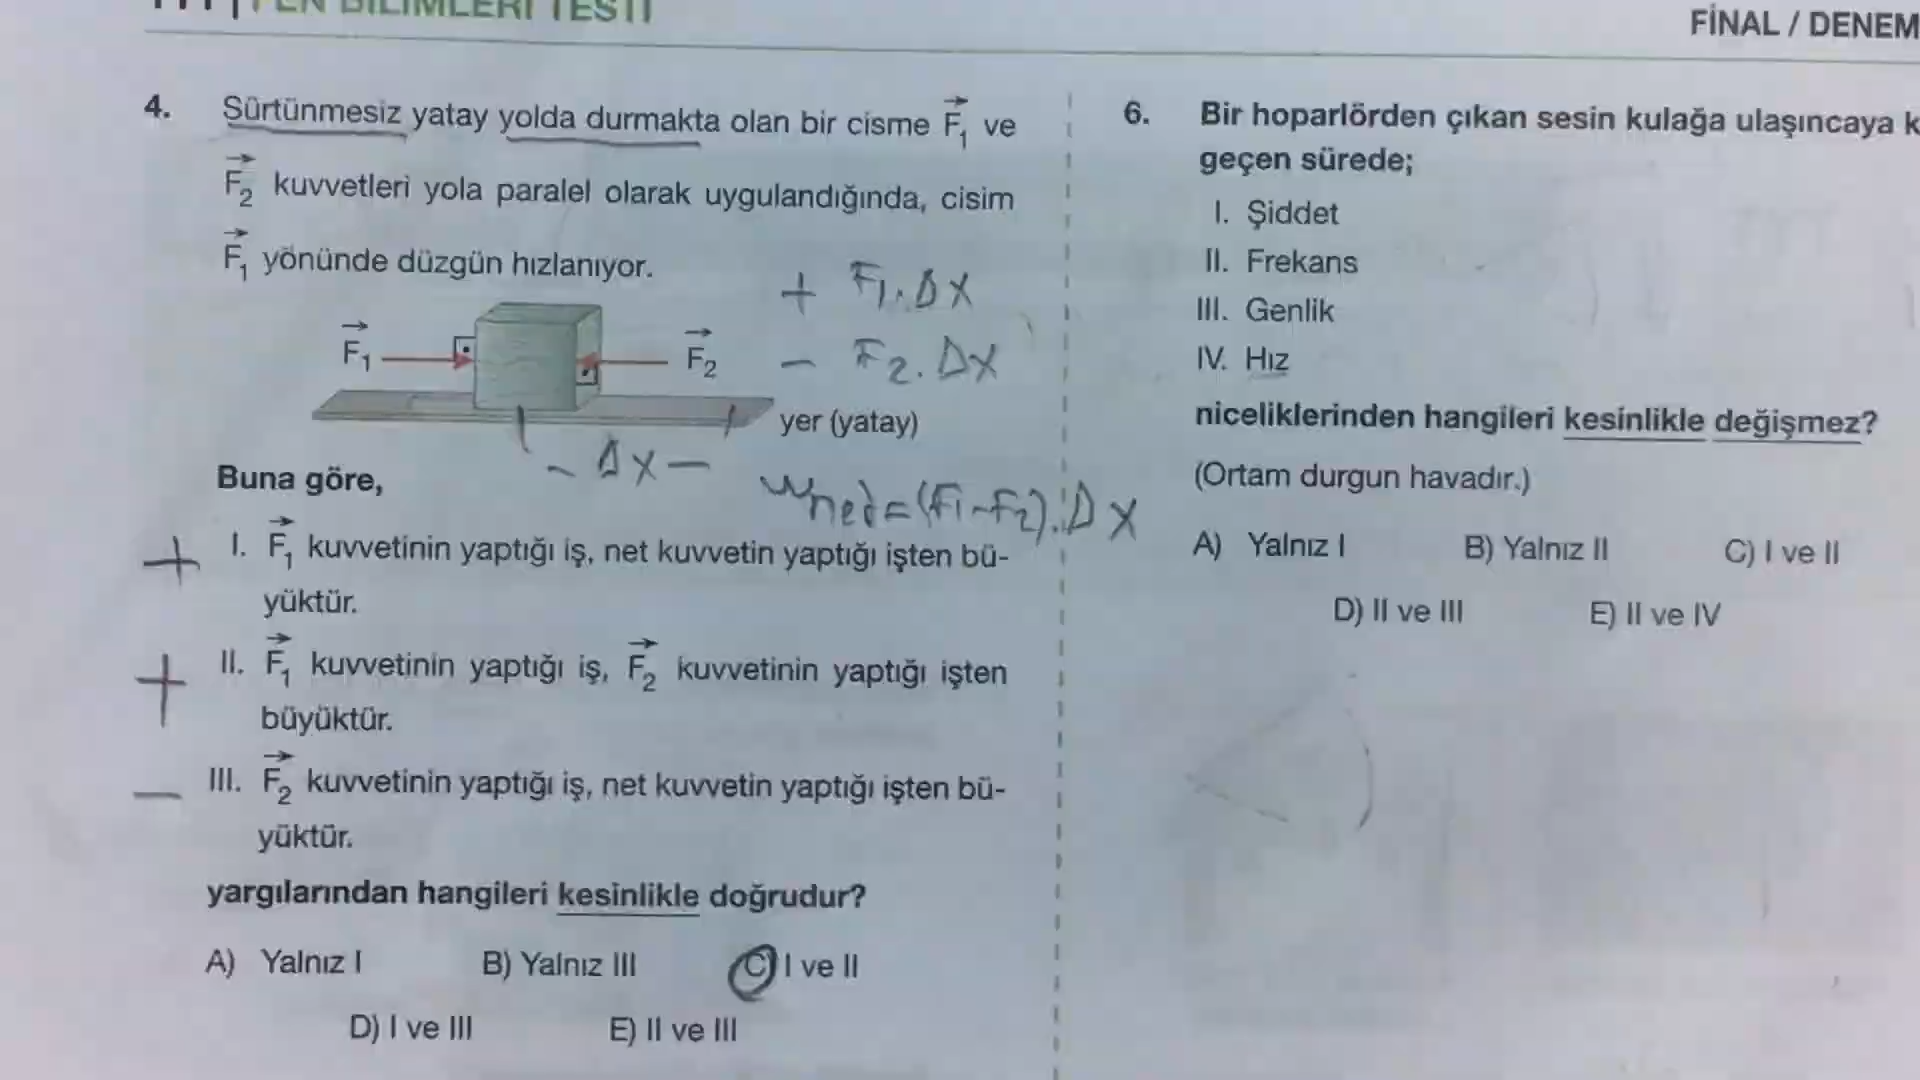 FEN BİLİMLERİ TESTİ
FİNAL / DENEM
4. Sürtünmesiz yatay yolda durmakta olan bir cisme F1 ve
F2 kuvvetleri yola paralel olarak uygulandığında, cisim
F1 yönünde düzgün hızlanıyor.
+ F1.Δx
F1
F2
- F2.Δx
yer (yatay)
- Δx -
Wnet=(F1-F2).Δx
Buna göre,
+ I. F1 kuvvetinin yaptığı iş, net kuvvetin yaptığı işten bü-
yüktür.
+ II. F1 kuvvetinin yaptığı iş, F2 kuvvetinin yaptığı işten
büyüktür.
- III. F2 kuvvetinin yaptığı iş, net kuvvetin yaptığı işten bü-
yüktür.
yargılarından hangileri kesinlikle doğrudur?
A) Yalnız I B) Yalnız III C) I ve II
D) I ve III E) II ve III
6. Bir hoparlörden çıkan sesin kulağa ulaşıncaya k
geçen sürede;
I. Şiddet
II. Frekans
III. Genlik
IV. Hız
niceliklerinden hangileri kesinlikle değişmez?
(Ortam durgun havadır.)
A) Yalnız I B) Yalnız II C) I ve II
D) II ve III E) II ve IV